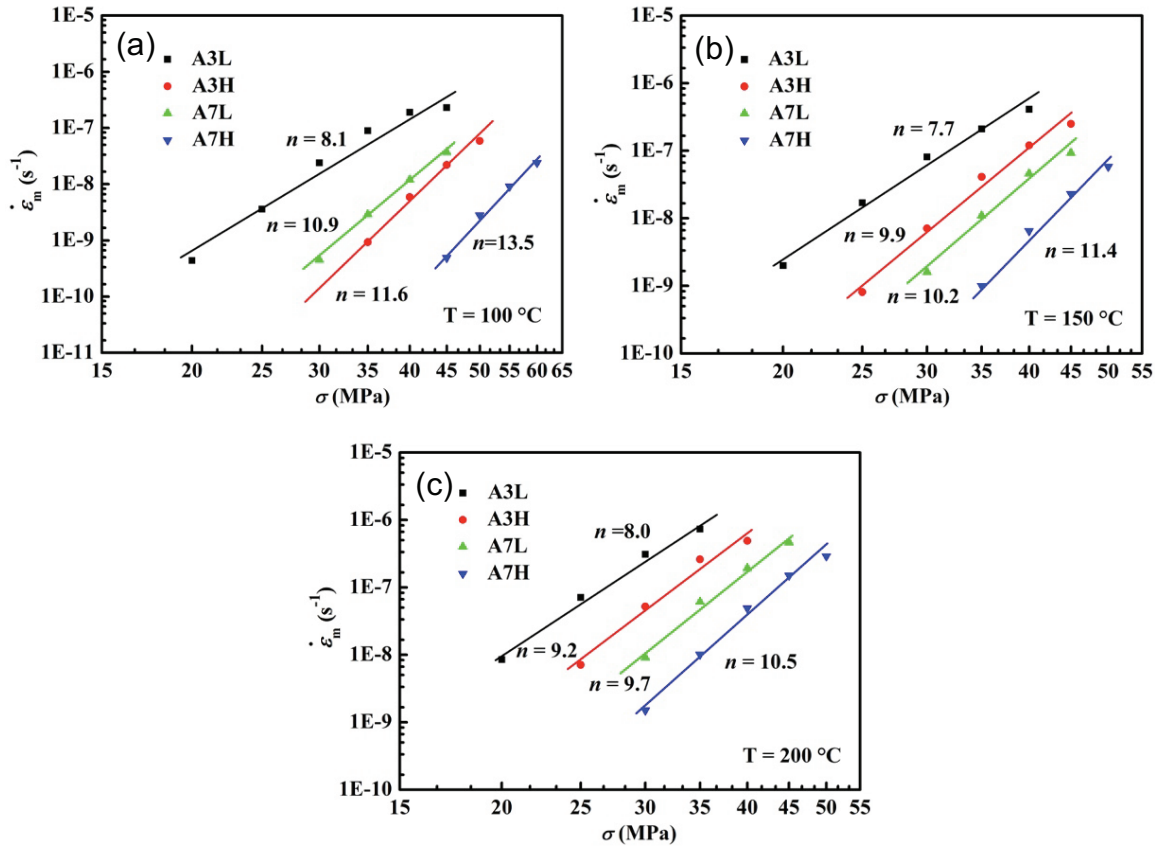 (a)
A3L
A3H
A7L
A7H
n = 8.1
n = 10.9
n = 11.6
n=13.5
T = 100 °C
1E-5
1E-6
1E-7
1E-8
1E-9
1E-10
1E-11
ε̇m (s-1)
15 20 25 30 35 40 45 50 55 60 65
σ (MPa)
(b)
A3L
A3H
A7L
A7H
n = 7.7
n = 9.9
n = 10.2
n = 11.4
T = 150 °C
1E-5
1E-6
1E-7
1E-8
1E-9
1E-10
ε̇m (s-1)
15 20 25 30 35 40 45 50 55
σ (MPa)
(c)
A3L
A3H
A7L
A7H
n=8.0
n = 9.2
n = 9.7
n = 10.5
T = 200 °C
1E-5
1E-6
1E-7
1E-8
1E-9
1E-10
ε̇m (s-1)
15 20 25 30 35 40 45 50 55
σ (MPa)